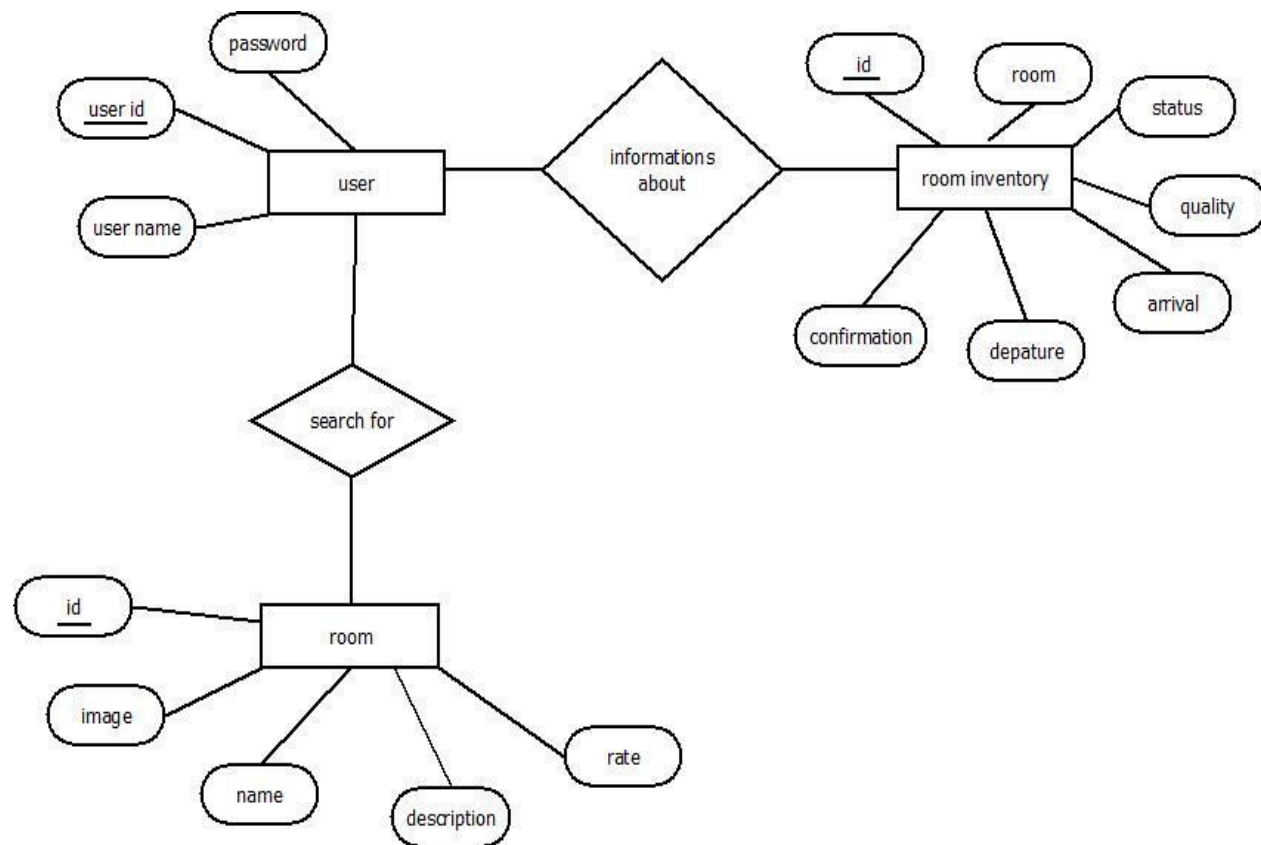 password
id
room
user id
status
informations
about
user
room inventory
user name
quality
arrival
confirmation
depature
search for
id
room
image
rate
name
description